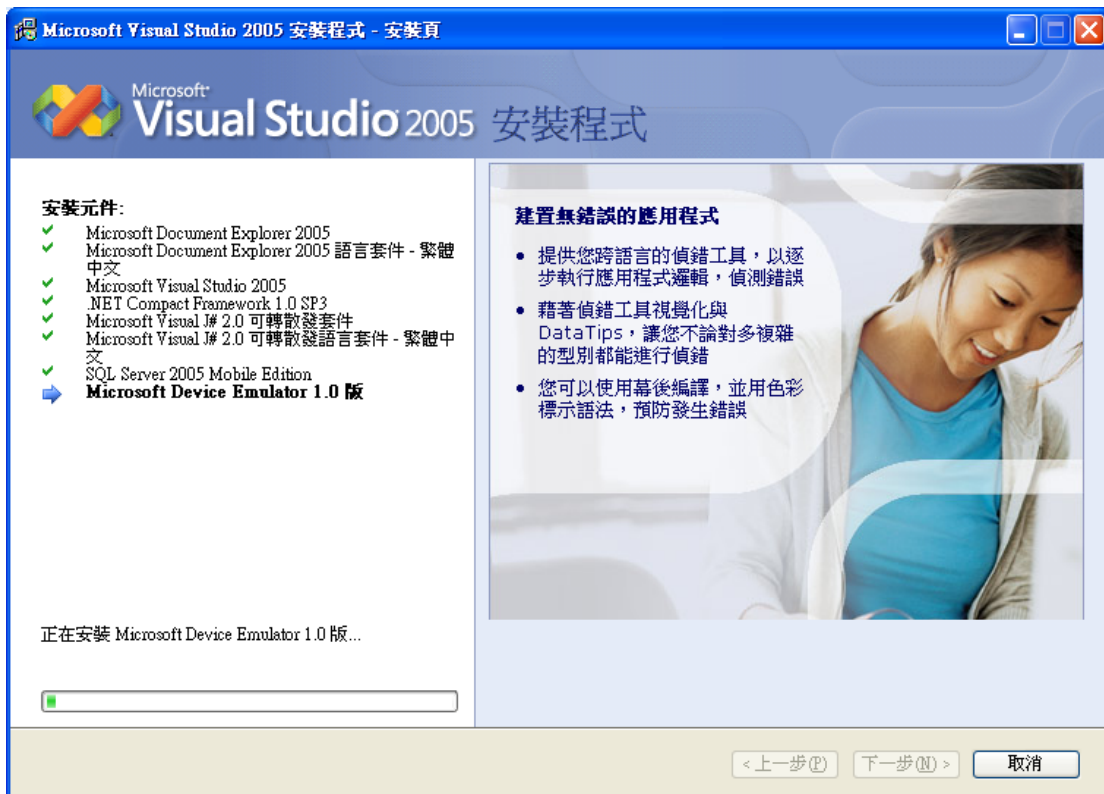 Microsoft Visual Studio 2005 安裝程式 - 安裝頁
Microsoft
Visual Studio 2005 安裝程式
安裝元件:
Microsoft Document Explorer 2005
Microsoft Document Explorer 2005 語言套件 - 繁體
中文
Microsoft Visual Studio 2005
.NET Compact Framework 1.0 SP3
Microsoft Visual J# 2.0 可轉散發套件
Microsoft Visual J# 2.0 可轉散發語言套件 - 繁體中
文
SQL Server 2005 Mobile Edition
Microsoft Device Emulator 1.0 版
正在安裝 Microsoft Device Emulator 1.0 版...
建置無錯誤的應用程式
• 提供您跨語言的偵錯工具，以逐
步執行應用程式邏輯，偵測錯誤
• 藉著偵錯工具視覺化與
DataTips，讓您不論對多複雜
的型別都能進行偵錯
• 您可以使用幕後編譯，並用色彩
標示語法，預防發生錯誤
<上一步(P)
下一步(N) >
取消